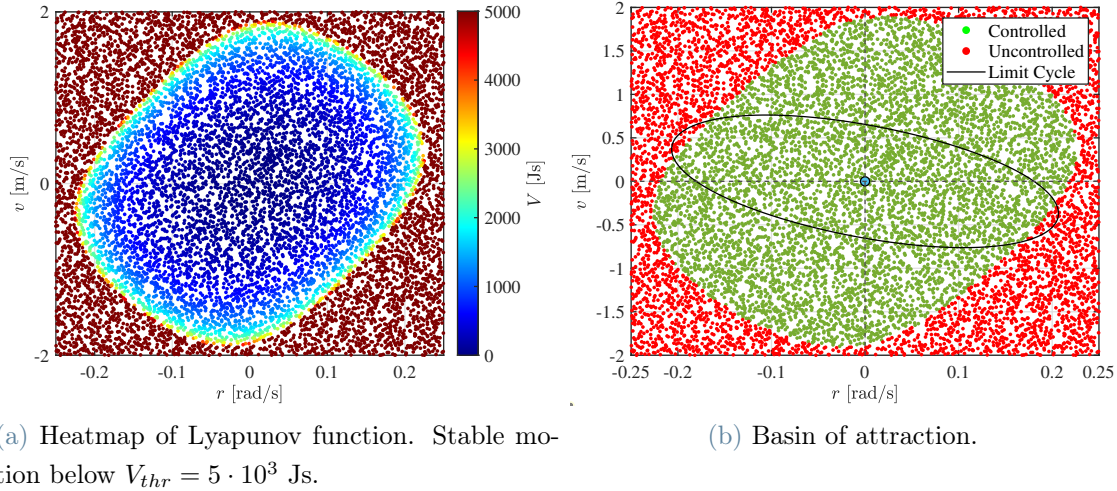 2
0
-2
v [m/s]
-0.2
-0.1
0
0.1
0.2
r [rad/s]
5000
4000
3000
2000
1000
0
V [Js]
2
1.5
1
0.5
0
-0.5
-1
-1.5
-2
v [m/s]
-0.25
-0.2
-0.1
0
0.1
0.2
0.25
r [rad/s]
Controlled
Uncontrolled
Limit Cycle
(a) Heatmap of Lyapunov function. Stable mo-
tion below V_thr = 5 · 10³ Js.
(b) Basin of attraction.